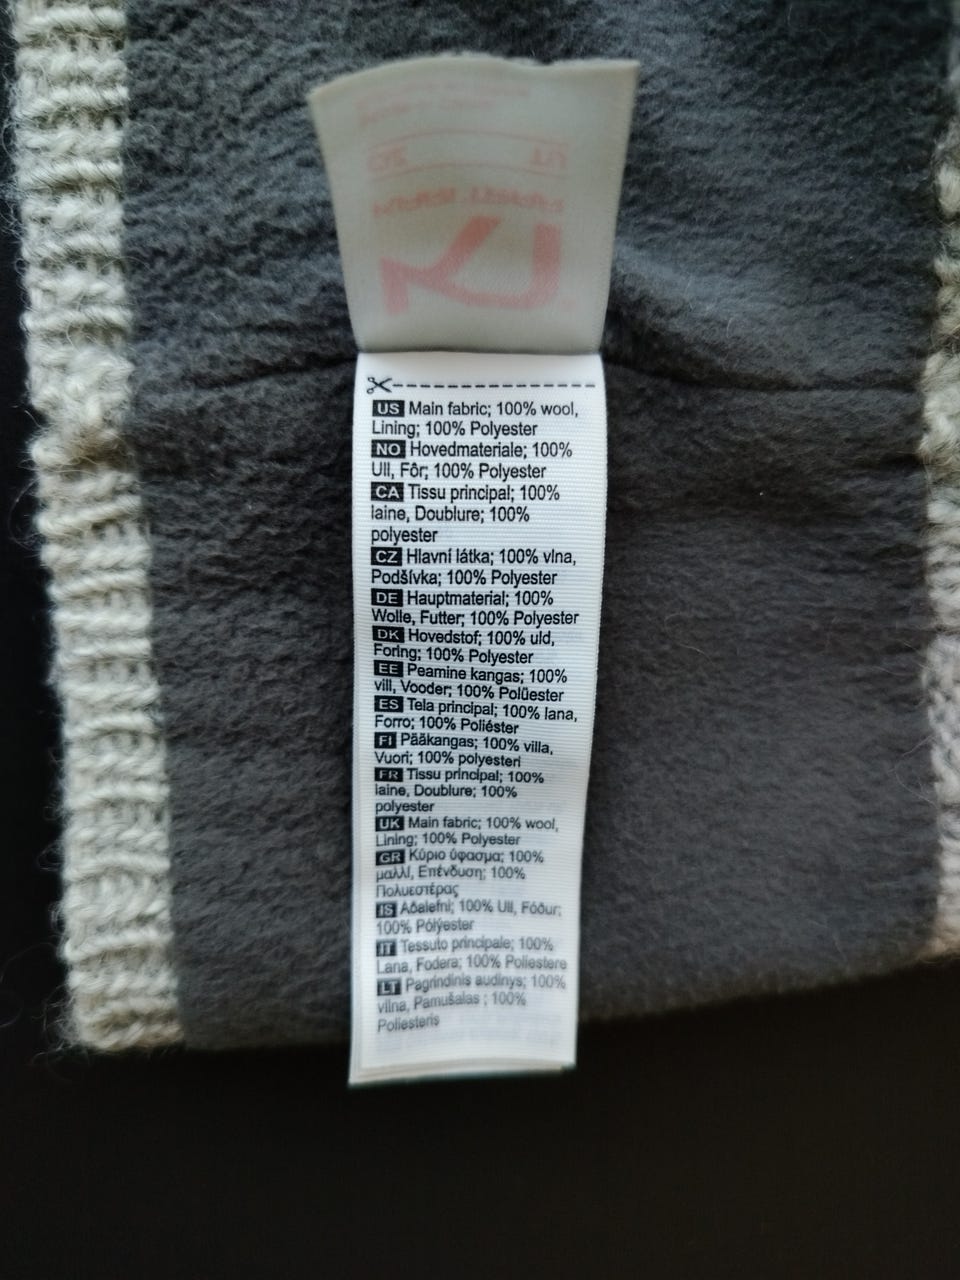 US Main fabric; 100% wool,
Lining; 100% Polyester
NO Hovedmateriale; 100%
Ull, Fôr; 100% Polyester
CA Tissu principal; 100%
laine, Doublure; 100%
polyester
CZ Hlavní látka; 100% vlna,
Podšívka; 100% Polyester
DE Hauptmaterial; 100%
Wolle, Futter; 100% Polyester
DK Hovedstof; 100% uld,
Foring; 100% Polyester
EE Peamine kangas; 100%
vill, Vooder; 100% Polüester
ES Tela principal; 100% lana,
Forro; 100% Poliéster
FI Pääkangas; 100% villa,
Vuori; 100% polyesteri
FR Tissu principal; 100%
laine, Doublure; 100%
polyester
UK Main fabric; 100% wool,
Lining; 100% Polyester
GR Κύριο ύφασμα; 100%
μαλλί, Επένδυση; 100%
Πολυεστέρας
IS Aðalefni; 100% Ull, Fóður;
100% Pólýester
IT Tessuto principale; 100%
Lana, Fodera; 100% Poliestere
LT Pagrindinis audinys; 100%
vilna, Pamušalas ; 100%
Poliesteris